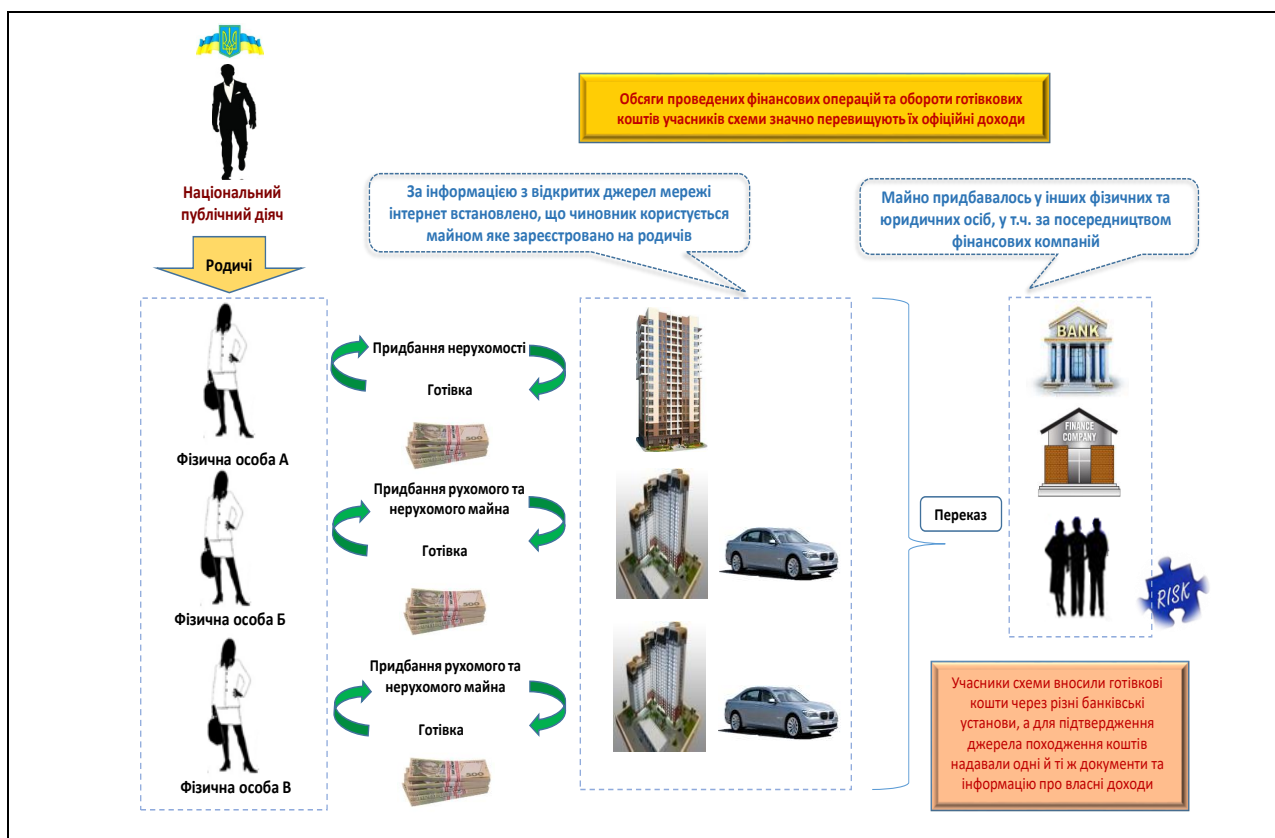 Обсяги проведених фінансових операцій та обороти готівкових
коштів учасників схеми значно перевищують їх офіційні доходи
Національний
публічний діяч
За інформацією з відкритих джерел мережі
інтернет встановлено, що чиновник користується
майном яке зареєстровано на родичів
Майно придбавалось у інших фізичних та
юридичних осіб, у т.ч. за посередництвом
фінансових компаній
Родичі
Фізична особа А
Придбання нерухомості
Готівка
500
BANK
FINANCE
COMPANY
Фізична особа Б
Придбання рухомого та
нерухомого майна
Готівка
500
Переказ
RISK
Фізична особа В
Придбання рухомого та
нерухомого майна
Готівка
500
Учасники схеми вносили готівкові
кошти через різні банківські
установи, а для підтвердження
джерела походження коштів
надавали одні й ті ж документи та
інформацію про власні доходи